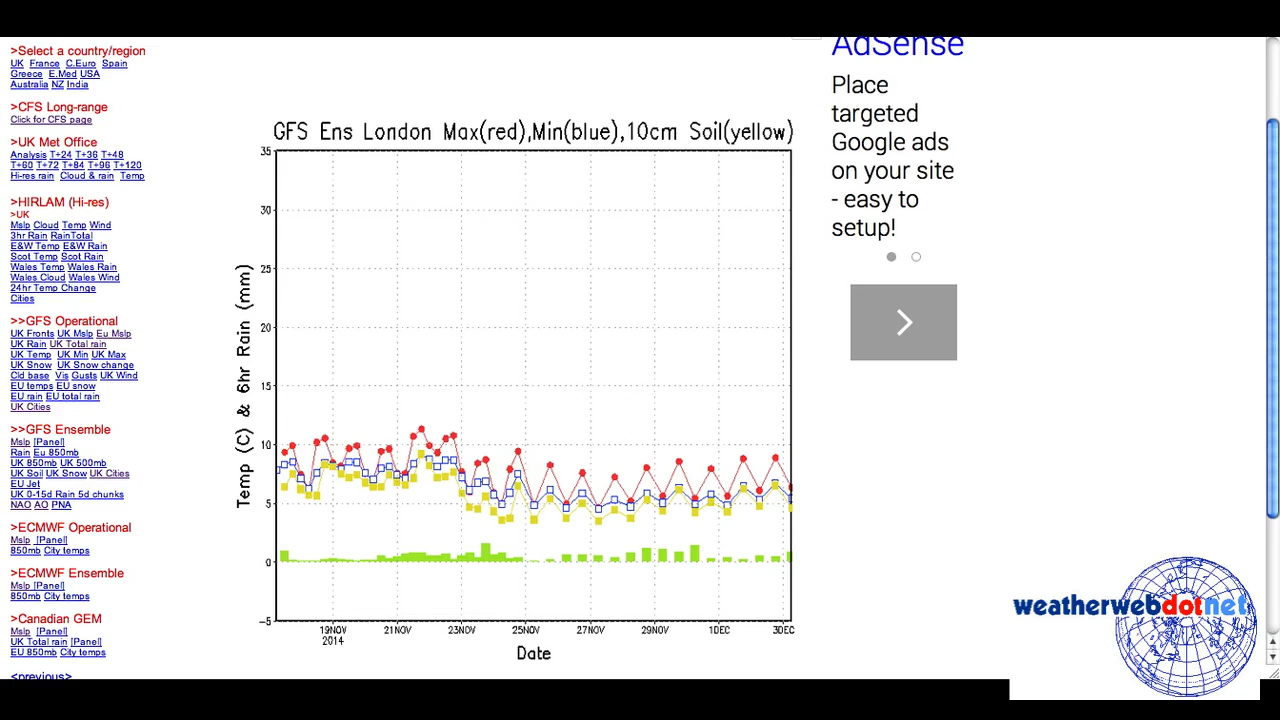 >Select a country/region
UK France C.Euro Spain
Greece E.Med USA
Australia NZ India
>CFS Long-range
Click for CFS page
>UK Met Office
Analysis T+24 T+36 T+48
T+60 T+72 T+84 T+96 T+120
Hi-res rain Cloud & rain Temp
>HIRLAM (Hi-res)
>UK
Mslp Cloud Temp Wind
3hr Rain RainTotal
E&W Temp E&W Rain
Scot Temp Scot Rain
Wales Temp Wales Rain
Wales Cloud Wales Wind
24hr Temp Change
Cities
>>GFS Operational
UK Fronts UK Mslp Eu Mslp
UK Rain UK Total rain
UK Temp UK Min UK Max
UK Snow UK Snow change
Cld base Vis Gusts UK Wind
EU temps EU snow
EU rain EU total rain
UK Cities
>>GFS Ensemble
Mslp [Panel]
Rain Eu 850mb
UK 850mb UK 500mb
UK Soil UK Snow UK Cities
EU Jet
UK 0-15d Rain 5d chunks
NAO AO PNA
>ECMWF Operational
Mslp [Panel]
850mb City temps
>ECMWF Ensemble
Mslp [Panel]
850mb City temps
>Canadian GEM
Mslp [Panel]
UK Total rain [Panel]
EU 850mb City temps
<previous>
GFS Ens London Max(red),Min(blue),10cm Soil(yellow)
Temp (C) & 6hr Rain (mm)
35
30
25
20
15
10
5
0
-5
19NOV 21NOV 23NOV 25NOV 27NOV 29NOV 1DEC 3DEC
2014
Date
AdSense
Place
targeted
Google ads
on your site
- easy to
setup!
weatherwebdotnet